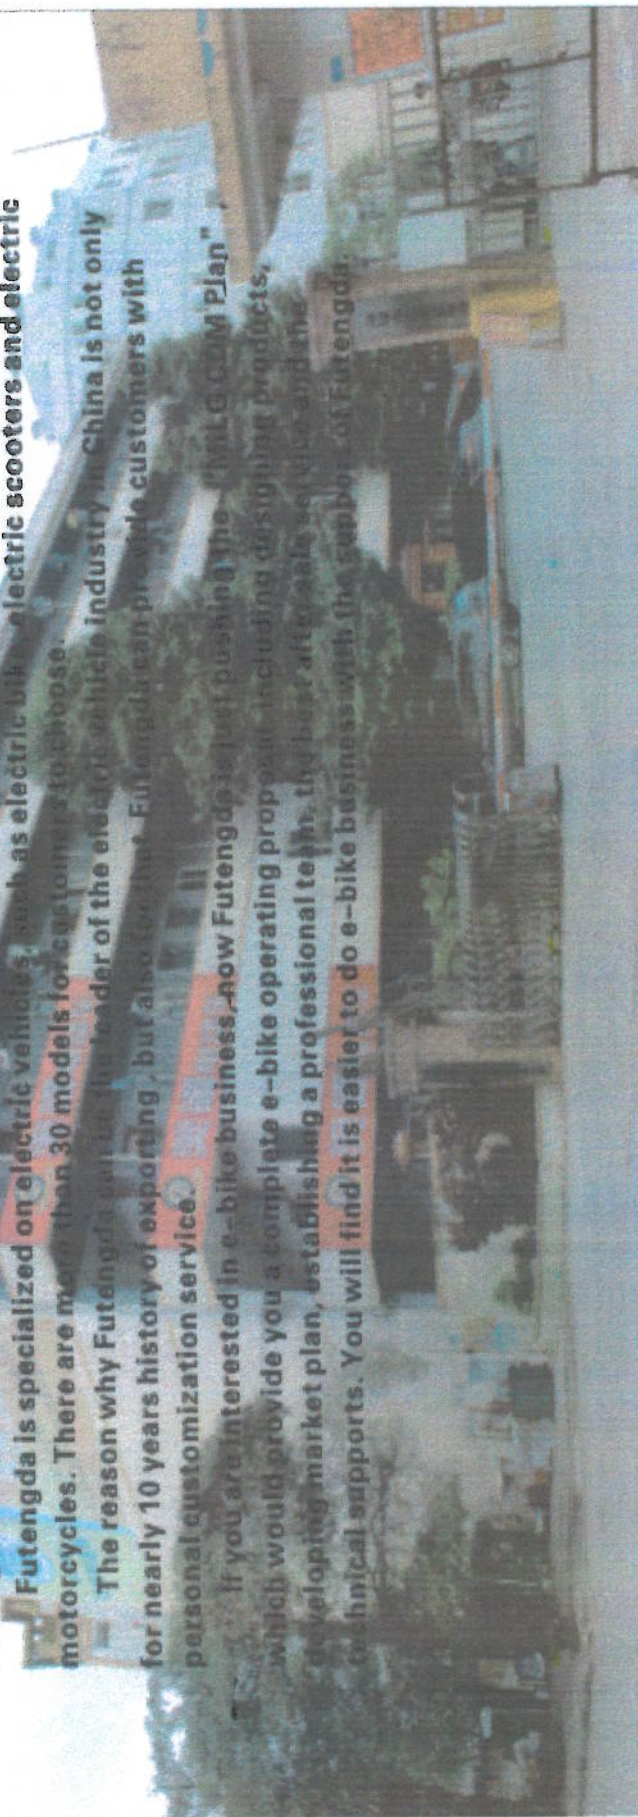 Futengda is specialized on electric vehicles, such as electric bike, electric scooters and electric
motorcycles. There are more than 30 models for customers to choose.
The reason why Futengda can be the leader of the electric vehicle industry in China is not only
for nearly 10 years history of exporting, but also for that Futengda can provide customers with
personal customization service.
If you are interested in e-bike business, now Futengda is just pushing the "MILG CDM Plan",
which would provide you a complete e-bike operating including designing products,
developing market plan, establishing a professional team, the best after-sale service and the
technical supports. You will find it is easier to do e-bike business with the support of Futengda.